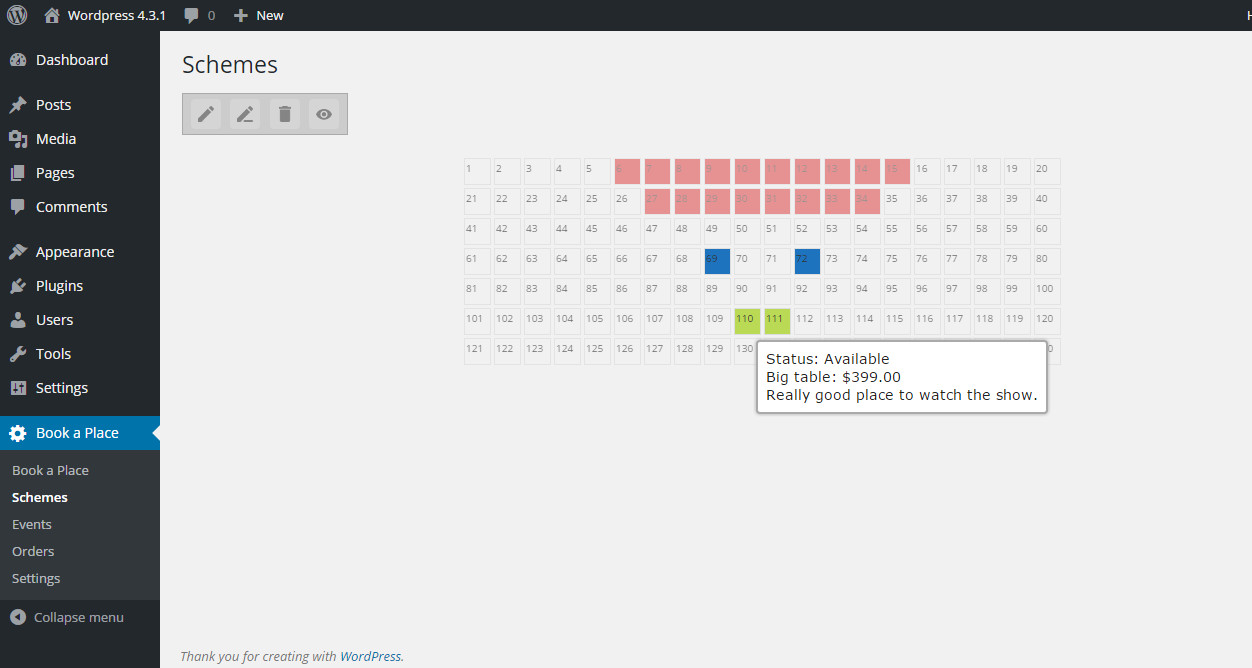 Wordpress 4.3.1 0 New
Dashboard
Posts
Media
Pages
Comments
Appearance
Plugins
Users
Tools
Settings
Book a Place
Book a Place
Schemes
Events
Orders
Settings
Collapse menu
Schemes
1 2 3 4 5 6 7 8 9 10 11 12 13 14 15 16 17 18 19 20
21 22 23 24 25 26 27 28 29 30 31 32 33 34 35 36 37 38 39 40
41 42 43 44 45 46 47 48 49 50 51 52 53 54 55 56 57 58 59 60
61 62 63 64 65 66 67 68 69 70 71 72 73 74 75 76 77 78 79 80
81 82 83 84 85 86 87 88 89 90 91 92 93 94 95 96 97 98 99 100
101 102 103 104 105 106 107 108 109 110 111 112 113 114 115 116 117 118 119 120
121 122 123 124 125 126 127 128 129 130
Status: Available
Big table: $399.00
Really good place to watch the show.
Thank you for creating with WordPress.